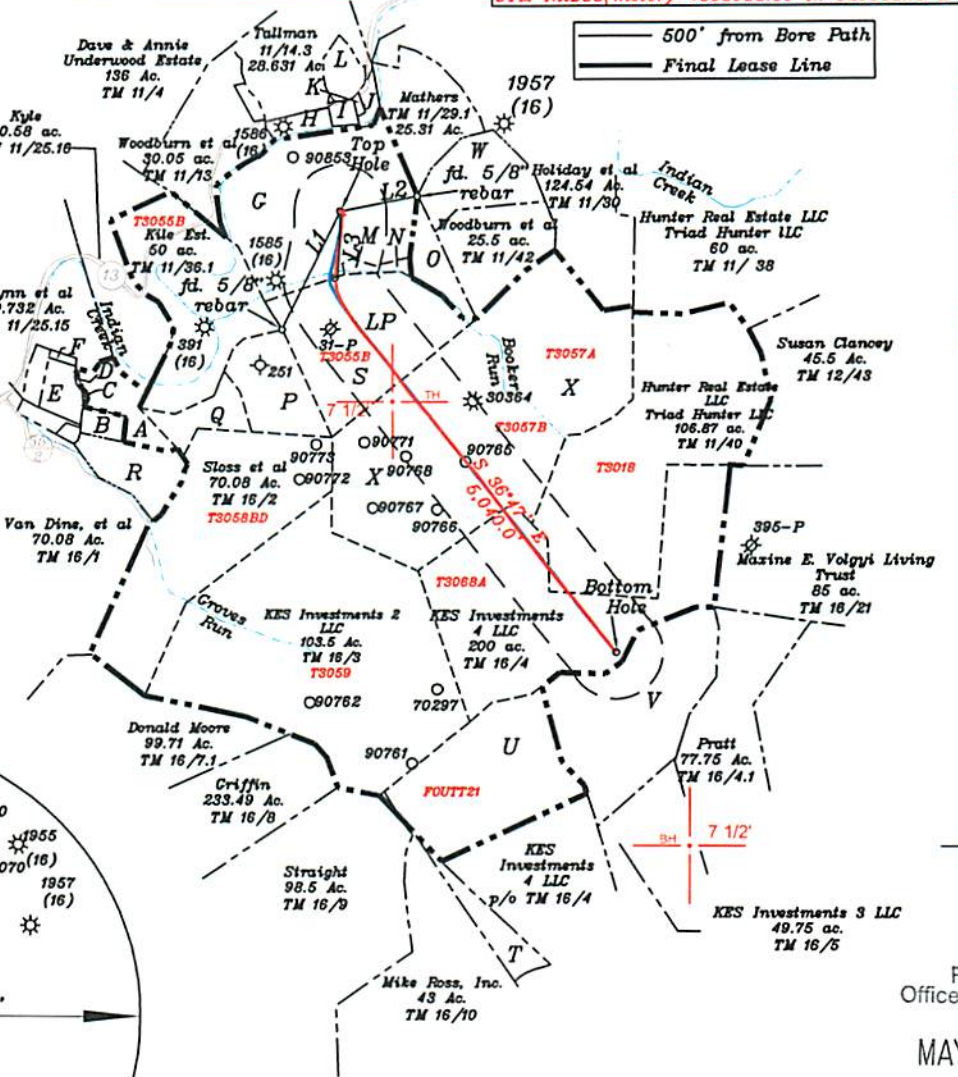 500' from Bore Path
Final Lease Line
Tallman
11/14.3
28.631 Ac.
Dave & Annie
Underwood Estate
136 Ac.
TM 11/4
L
K
J
I
H
1957
(16)
Mathers
TM 11/29.1
25.31 Ac.
Kyle
0.58 ac.
11/25.16
1586
(16)
Woodburn et al
30.05 ac.
TM 11/13
90853
Top
Hole
W
fd. 5/8"
rebar
Holiday et al
124.54 Ac.
TM 11/30
Indian
Creek
G
L2
L1
L3
M
N
O
T3055B
Kile Est.
50 ac.
TM 11/36.1
1585
(16)
Woodburn et al
25.5 ac.
TM 11/42
Hunter Real Estate LLC
Triad Hunter LLC
60 ac.
TM 11/ 38
13
fd. 5/8"
rebar
nn et al
.732 Ac.
11/25.15
Indian
Creek
391
(16)
31-P
LP
T3055B
S
Booker
Run
T3057A
X
Susan Clancey
45.5 Ac.
TM 12/43
F
D
C
E
B
A
251
P
Q
7 1/2'
TH
30364
T3057B
Hunter Real Estate
LLC
Triad Hunter LLC
106.87 ac.
TM 11/40
R
Sloss et al
70.08 Ac.
TM 16/2
T3058BD
90773
90772
90771
90768
X
90767
90766
90765
S 36°47' E
5,040.0'
T3018
Van Dine, et al
70.08 Ac.
TM 16/1
395-P
Maxine E. Volgyi Living
Trust
85 ac.
TM 16/21
T3068A
Bottom
Hole
Groves
Run
KES Investments 2
LLC
103.5 Ac.
TM 16/3
T3059
KES Investments
4 LLC
200 ac.
TM 16/4
90762
70297
V
Donald Moore
99.71 Ac.
TM 16/7.1
90761
U
Pratt
77.75 Ac.
TM 16/4.1
Griffin
233.49 Ac.
TM 16/8
FOUTT21
BH
7 1/2'
1955
(16)
070
1957
(16)
Straight
98.5 Ac.
TM 16/9
KES
Investments
4 LLC
p/o TM 16/4
KES Investments 3 LLC
49.75 ac.
TM 16/5
T
Mike Ross, Inc.
43 Ac.
TM 16/10
Office
MAY